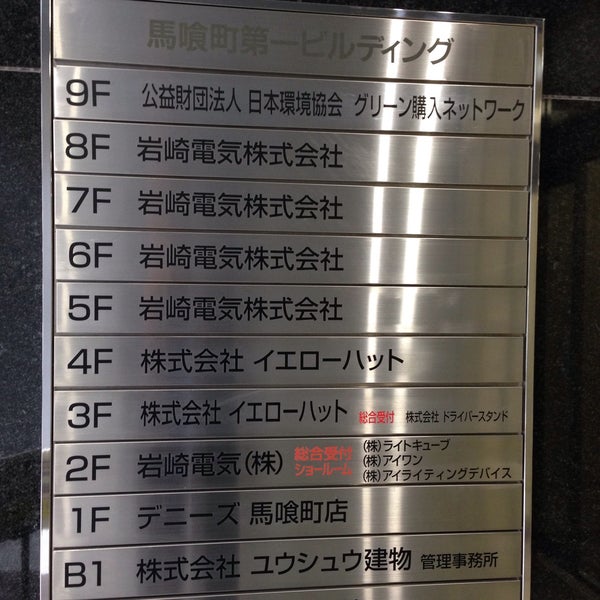 馬喰町第一ビルディング
9F 公益財団法人 日本環境協会 グリーン購入ネットワーク
8F 岩崎電気株式会社
7F 岩崎電気株式会社
6F 岩崎電気株式会社
5F 岩崎電気株式会社
4F 株式会社 イエローハット
3F 株式会社 イエローハット 総合受付 株式会社 ドライバースタンド
2F 岩崎電気(株) 総合受付
ショールーム
(株)ライトキューブ
(株)アイワン
(株)アイライティングデバイス
1F デニーズ 馬喰町店
B1 株式会社 ユウシュウ建物 管理事務所